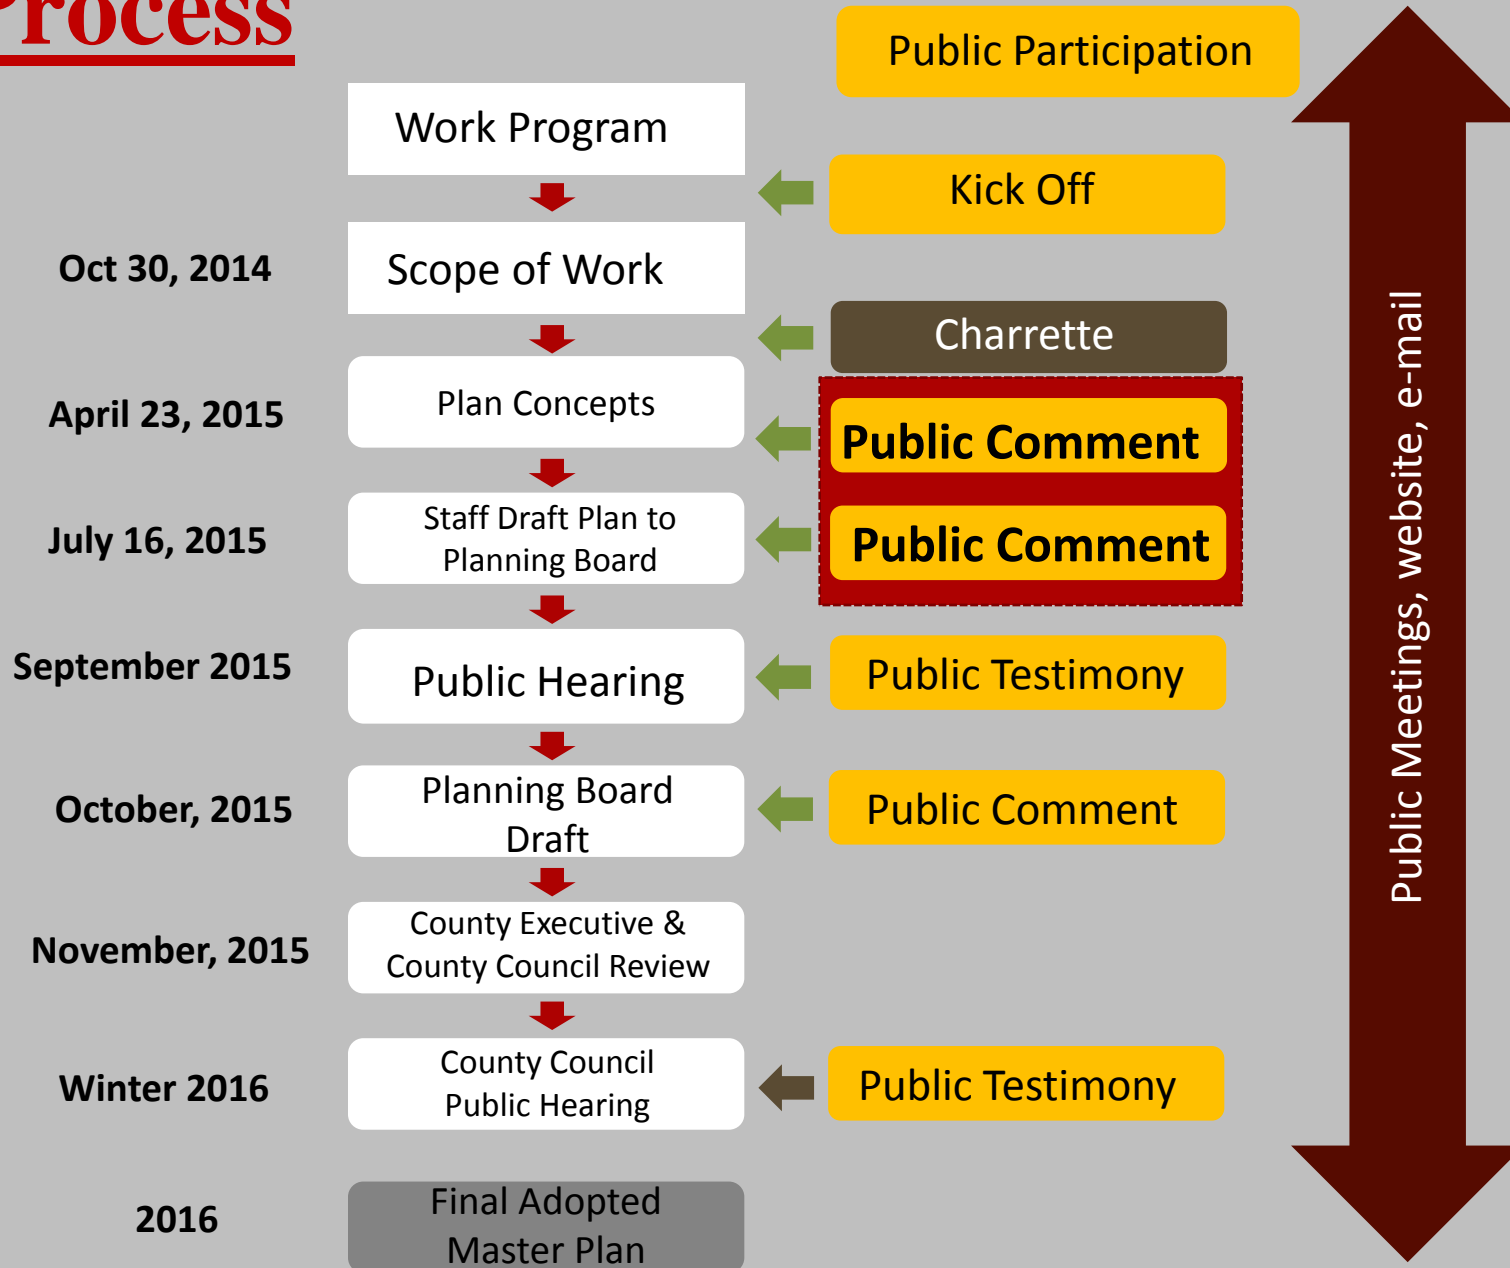 Process
Public Participation
Work Program
Kick Off
Oct 30, 2014
Scope of Work
Charrette
April 23, 2015
Plan Concepts
Public Comment
July 16, 2015
Staff Draft Plan to
Planning Board
Public Comment
September 2015
Public Hearing
Public Testimony
October, 2015
Planning Board
Draft
Public Comment
November, 2015
County Executive &
County Council Review
Winter 2016
County Council
Public Hearing
Public Testimony
2016
Final Adopted
Master Plan
Public Meetings, website, e-mail